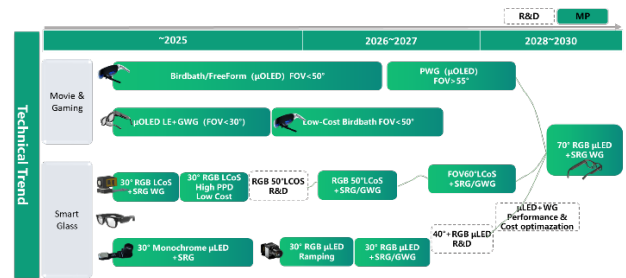 R&D
MP
~2025
2026~2027
2028~2030
Technical Trend
Movie &
Gaming
Birdbath/FreeForm (μOLED) FOV<50°
PWG (μOLED)
FOV>55°
μOLED LE+GWG (FOV<30°)
Low-Cost Birdbath FOV<50°
70° RGB μLED
+SRG WG
Smart
Glass
30° RGB LCoS
+SRG WG
30° RGB LCoS
High PPD
Low Cost
RGB 50°LCOS
R&D
RGB 50°LCoS
+SRG/GWG
FOV60°LCoS
+SRG/GWG
μLED+WG
Performance &
Cost optimazation
30° Monochrome μLED
+SRG
30° RGB μLED
Ramping
30° RGB μLED
+SRG/GWG
40°+RGB μLED
R&D